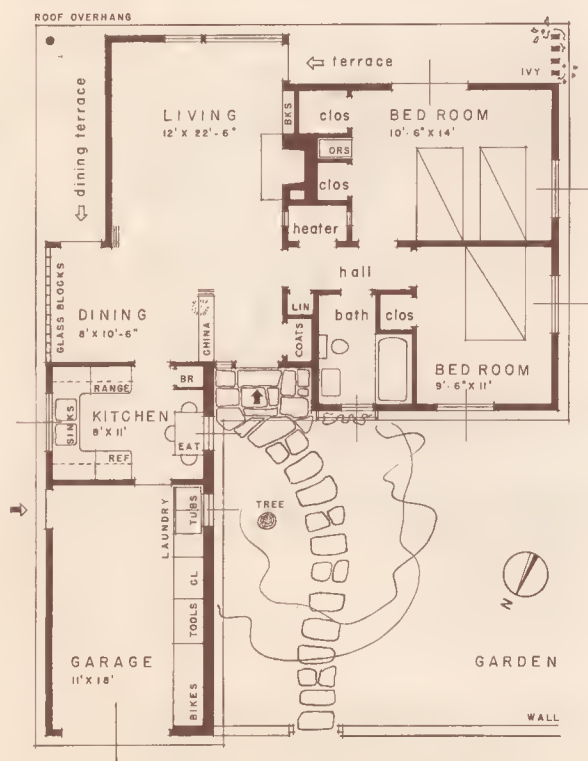 ROOF OVERHANG
terrace
IVY
LIVING
12' X 22'-6"
BKS
clos
BED ROOM
10'-6" X 14'
dining terrace
DRS
clos
heater
hall
GLASS BLOCKS
DINING
8' X 10'-6"
CHINA
LIN
COATS
bath
clos
BED ROOM
9'-6" X 11'
BR
RANGE
KITCHEN
8' X 11'
SINKS
EAT
REF
LAUNDRY
TUBS
TREE
CL
TOOLS
N
GARAGE
11' X 18'
BIKES
GARDEN
WALL